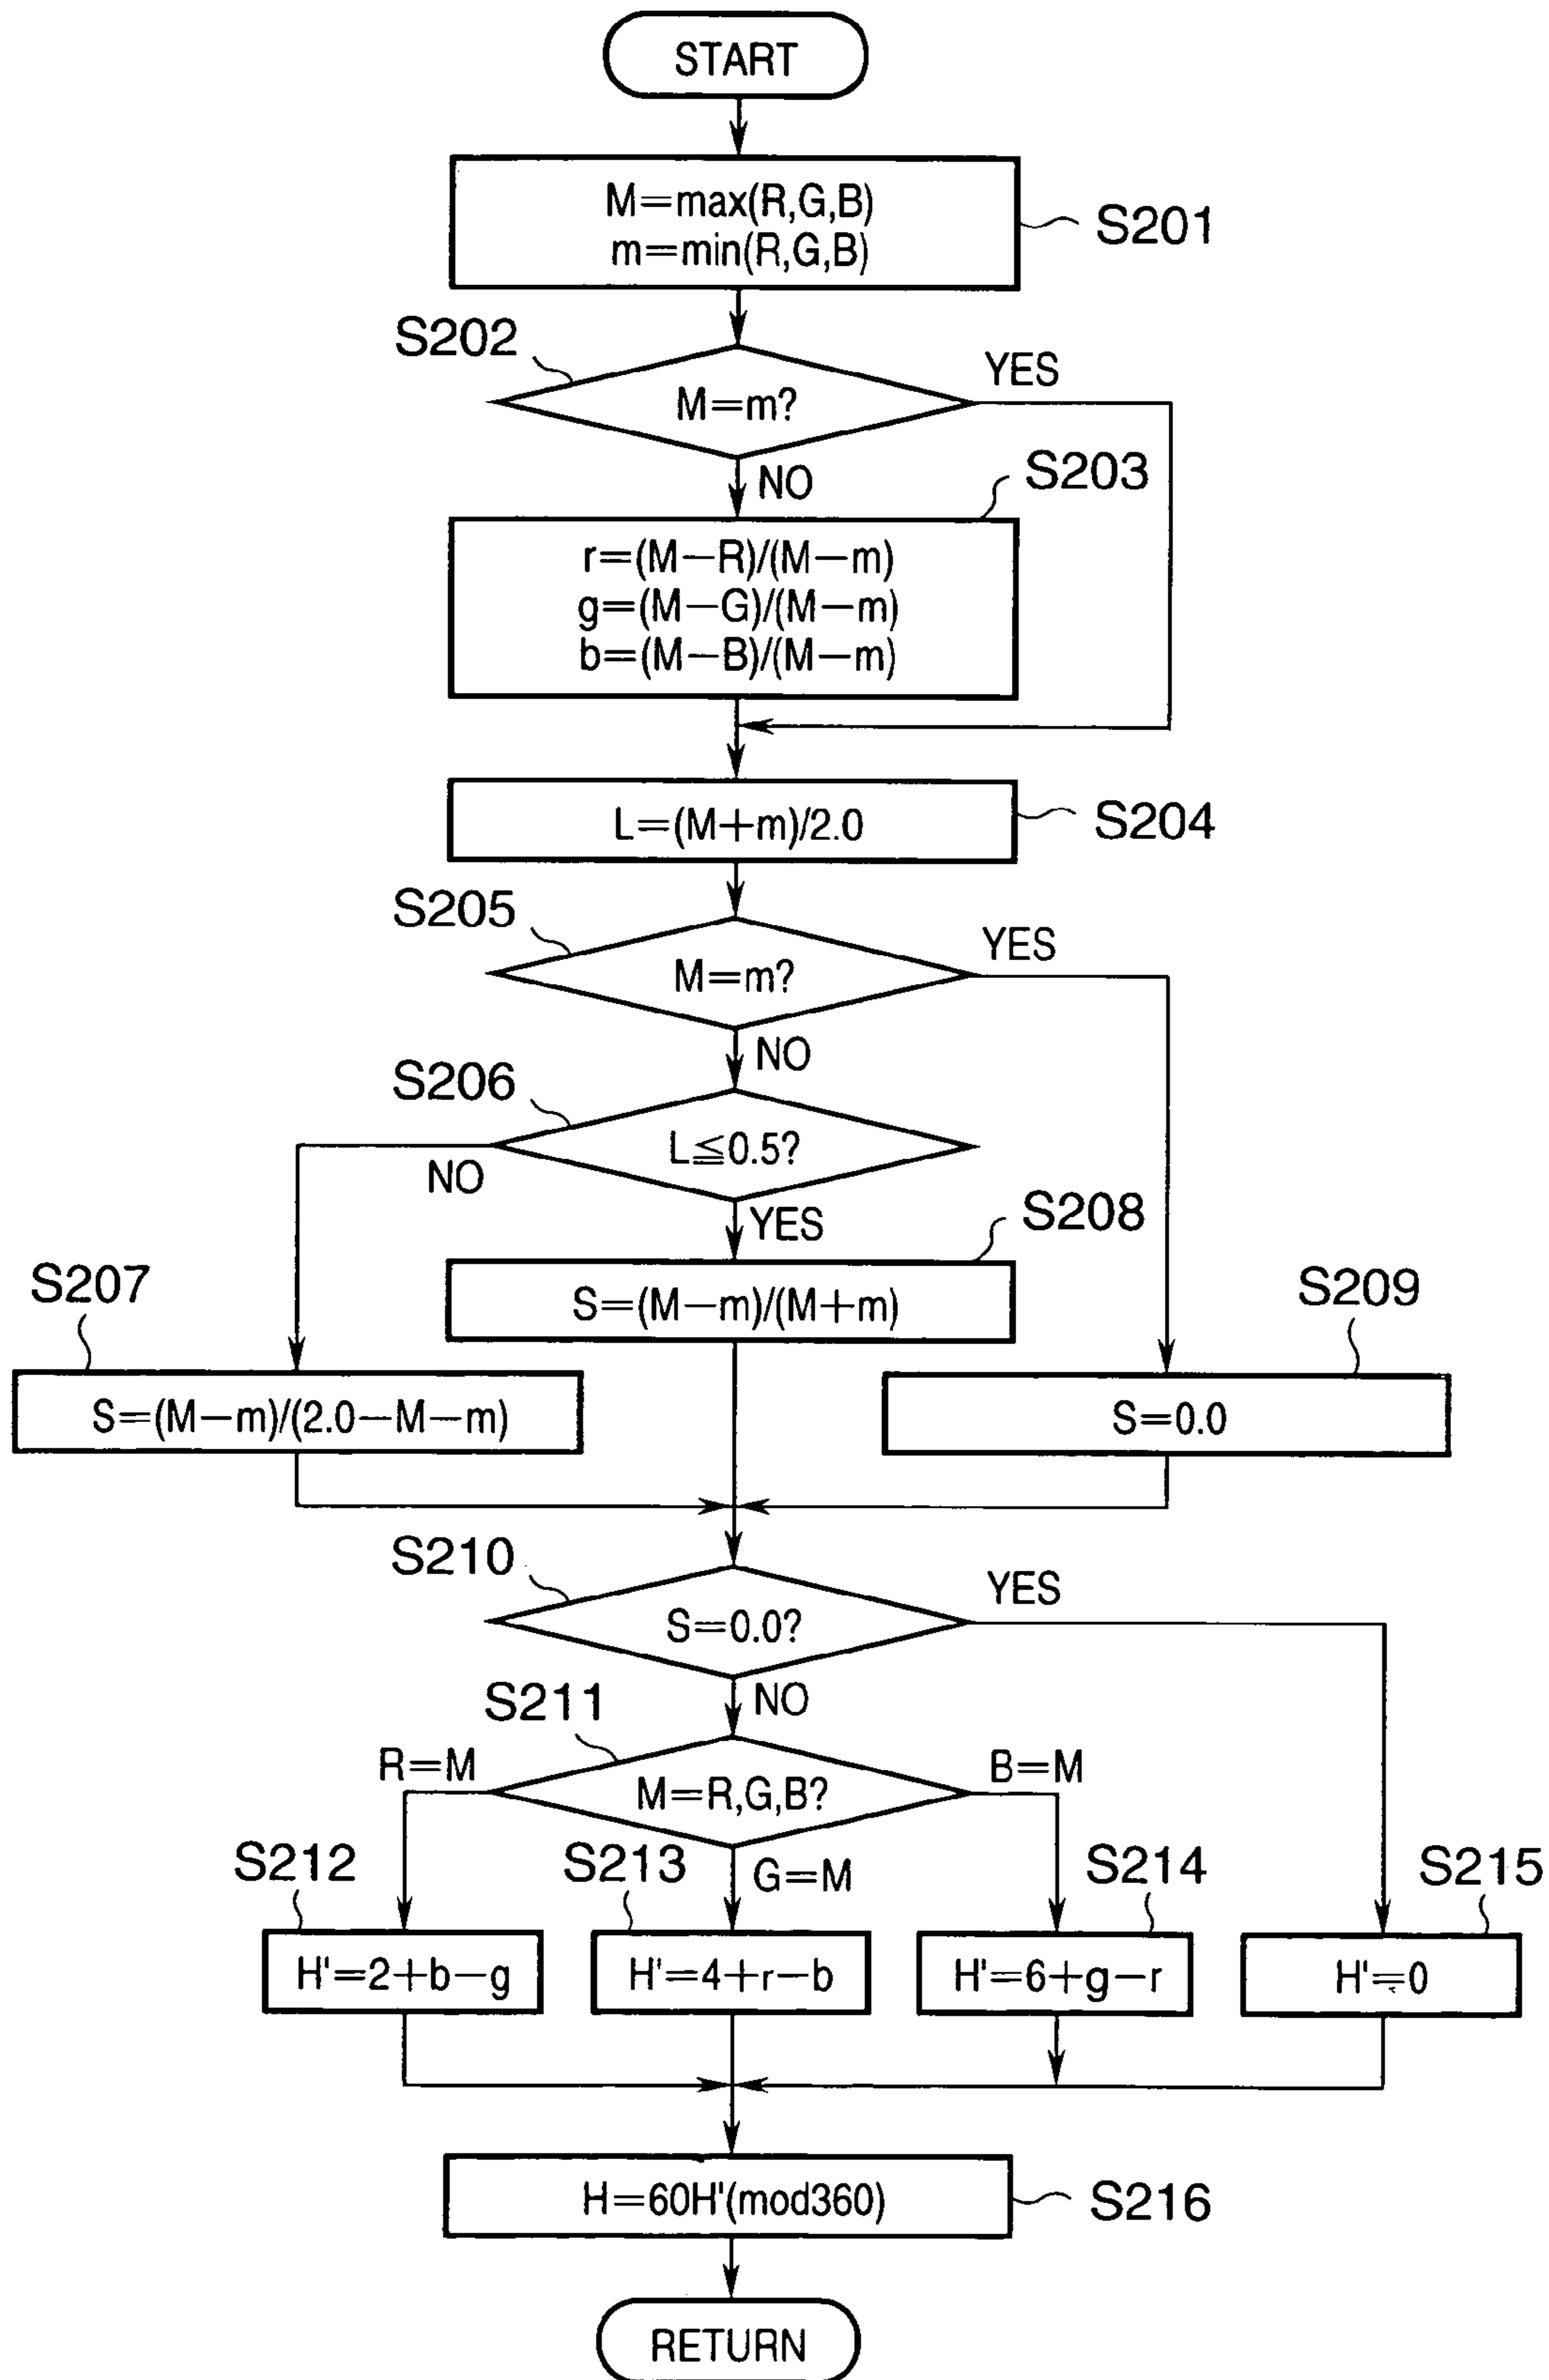 START
M=max(R,G,B)
m=min(R,G,B)
S201
S202
M=m?
YES
NO
S203
r=(M−R)/(M−m)
g=(M−G)/(M−m)
b=(M−B)/(M−m)
L=(M+m)/2.0
S204
S205
M=m?
YES
NO
S206
L≦0.5?
NO
YES
S208
S=(M−m)/(M+m)
S207
S=(M−m)/(2.0−M−m)
S209
S=0.0
S210
S=0.0?
YES
NO
S211
M=R,G,B?
R=M
B=M
G=M
S212
H'=2+b−g
S213
H'=4+r−b
S214
H'=6+g−r
S215
H'=0
H=60H'(mod360)
S216
RETURN